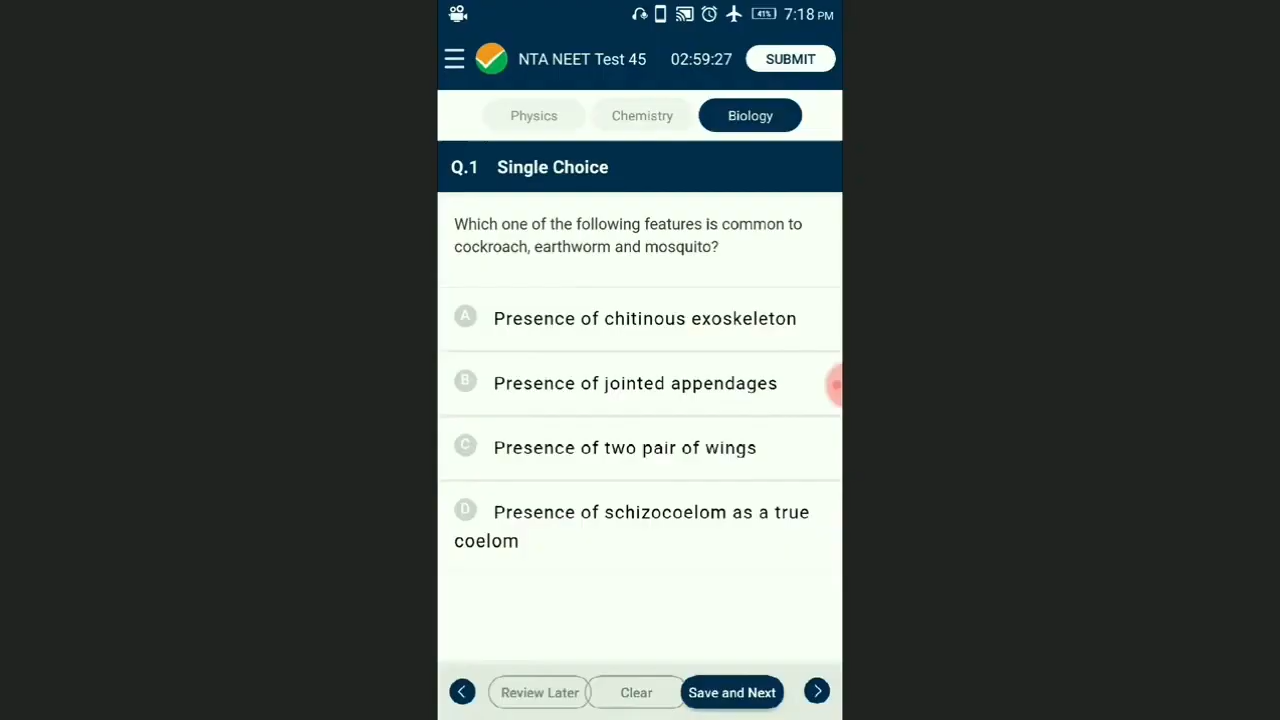 41% 7:18 PM
NTA NEET Test 45 02:59:27 SUBMIT
Physics Chemistry Biology
Q.1 Single Choice
Which one of the following features is common to
cockroach, earthworm and mosquito?
A Presence of chitinous exoskeleton
B Presence of jointed appendages
C Presence of two pair of wings
D Presence of schizocoelom as a true
coelom
Review Later Clear Save and Next